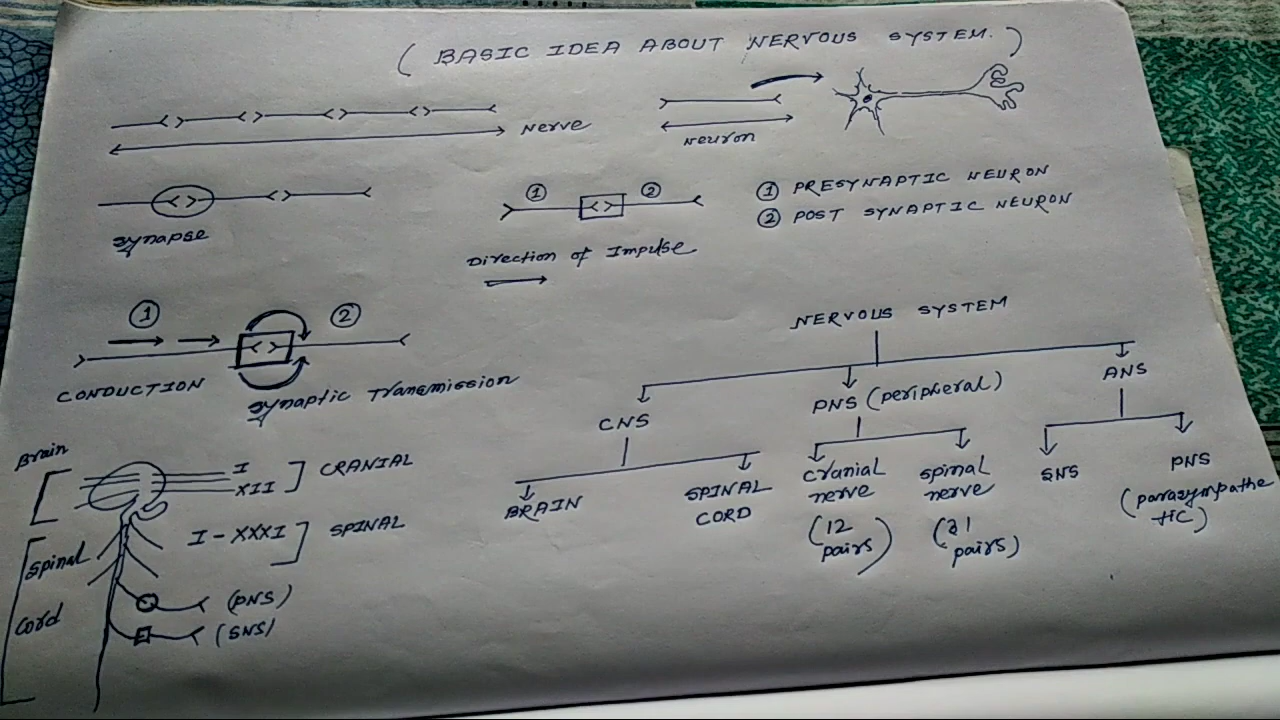 ( BASIC IDEA ABOUT NERVOUS SYSTEM. )
Nerve
Neuron
Synapse
① ②
Direction of Impulse
① PRESYNAPTIC NEURON
② POST SYNAPTIC NEURON
① ②
CONDUCTION
Synaptic Transmission
NERVOUS SYSTEM
CNS
PNS (peripheral)
ANS
BRAIN
SPINAL
CORD
cranial
nerve
(12
pairs)
spinal
nerve
(31
pairs)
SNS
PNS
(parasympathe
tic)
Brain
I
XII
CRANIAL
I - XXXI
SPINAL
Spinal
Cord
(PNS)
(SNS)